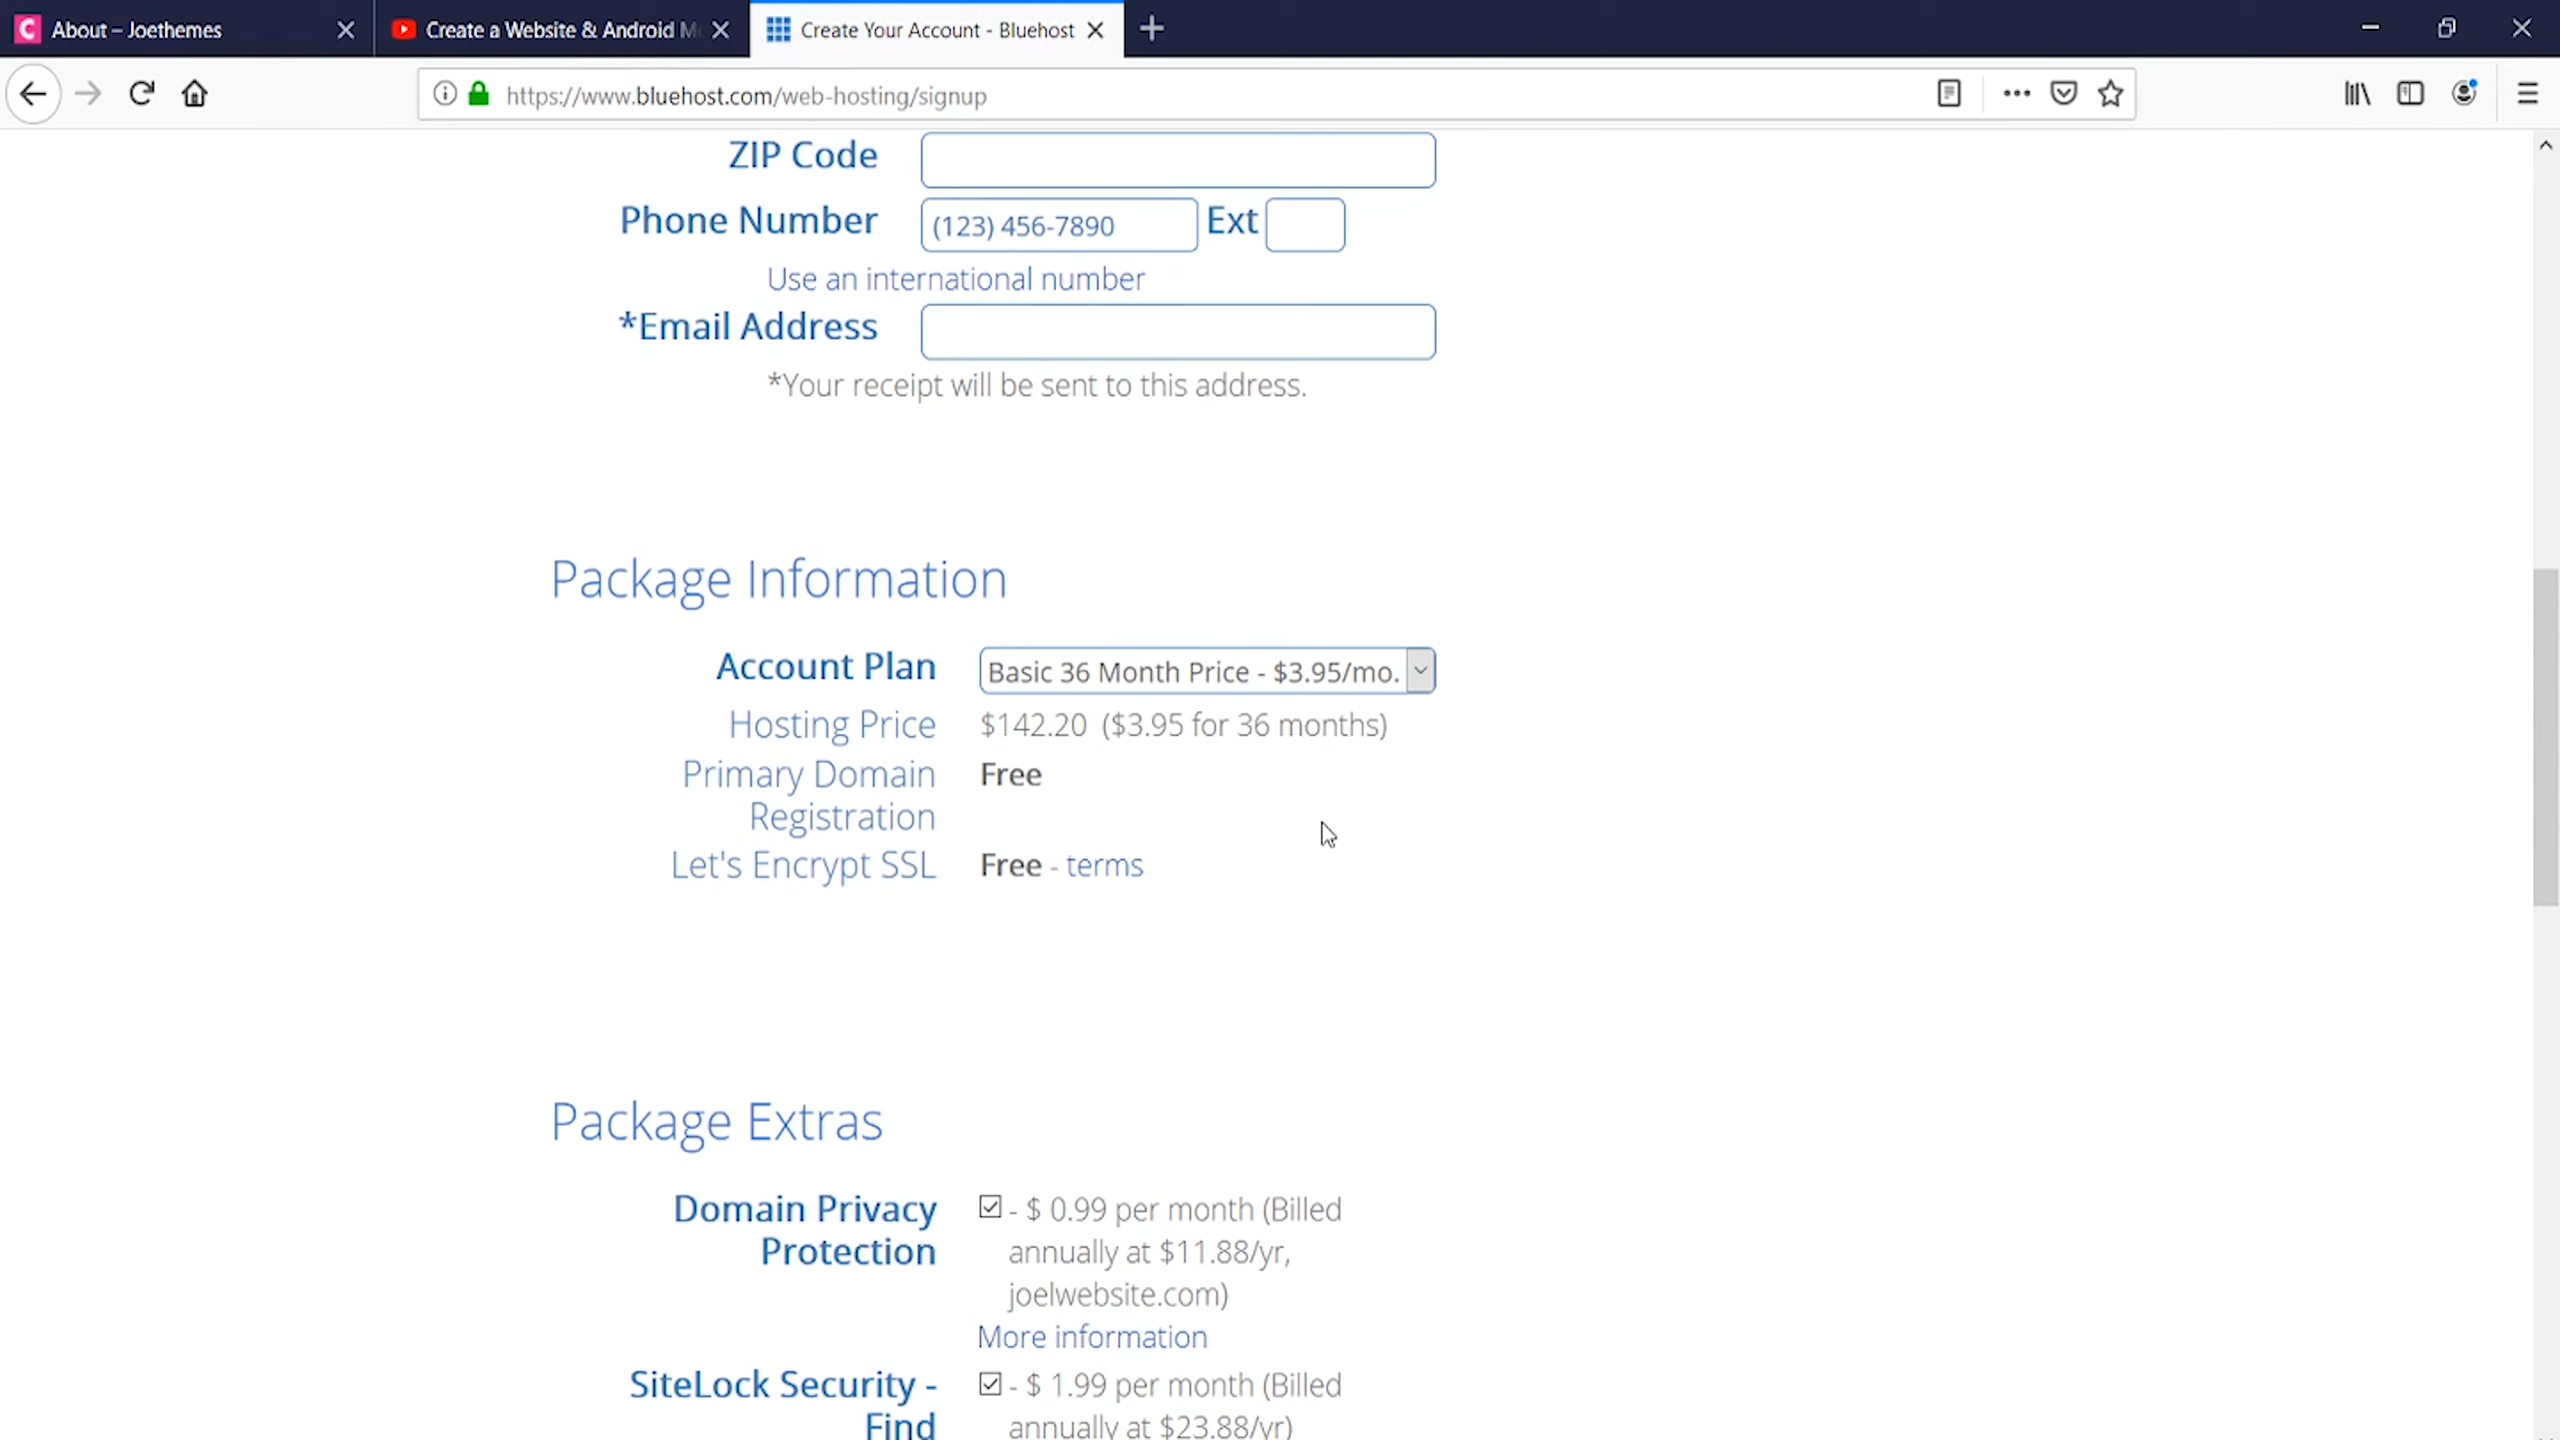 About – Joethemes
Create a Website & Android M
Create Your Account - Bluehost
https://www.bluehost.com/web-hosting/signup
ZIP Code
Phone Number (123) 456-7890 Ext
Use an international number
*Email Address
*Your receipt will be sent to this address.
Package Information
Account Plan Basic 36 Month Price - $3.95/mo.
Hosting Price $142.20 ($3.95 for 36 months)
Primary Domain Free
Registration
Let's Encrypt SSL Free - terms
Package Extras
Domain Privacy - $ 0.99 per month (Billed
Protection annually at $11.88/yr,
joelwebsite.com)
More information
SiteLock Security - - $ 1.99 per month (Billed
Find annually at $23.88/yr)